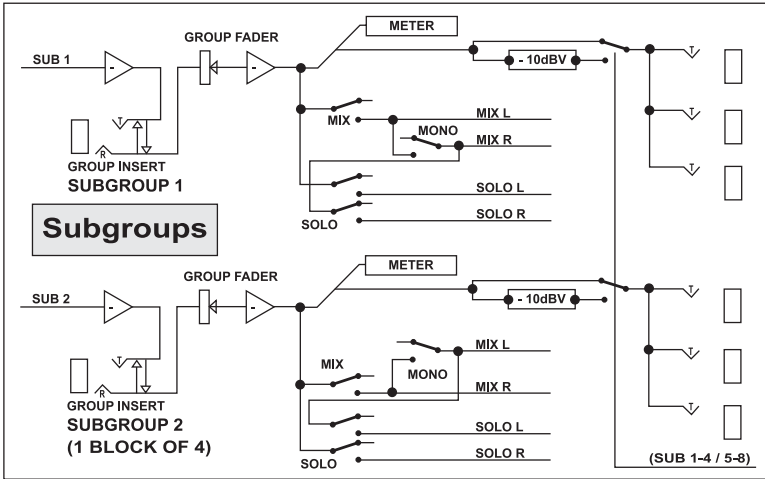 GROUP FADER
METER
SUB 1
-
-
- 10dBV
T
T
MIX
MIX L
MONO
MIX R
T
R
GROUP INSERT
SUBGROUP 1
T
SOLO L
SOLO
SOLO R
Subgroups
GROUP FADER
METER
SUB 2
-
-
- 10dBV
T
MIX L
T
MIX
MONO
T
R
MIX R
GROUP INSERT
SUBGROUP 2
(1 BLOCK OF 4)
T
SOLO L
SOLO
SOLO R
(SUB 1-4 / 5-8)